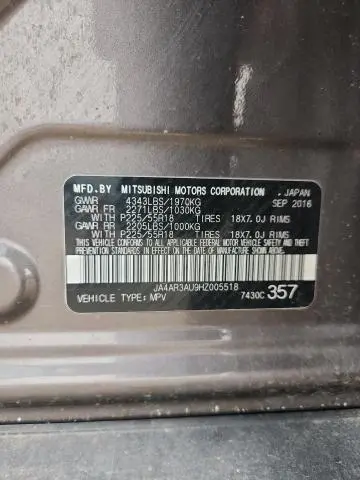 MFD.BY MITSUBISHI MOTORS CORPORATION , JAPAN
GVWR 4343LBS/1970KG SEP 2016
GAWR FR 2271LBS/1030KG
WITH P225/55R18 TIRES 18X7.0J RIMS
GAWR RR 2205LBS/1000KG
WITH P225/55R18 TIRES 18X7.0J RIMS
THIS VEHICLE CONFORMS TO ALL APPLICABLE FEDERAL MOTOR VEHICLE SAFETY AND THEFT
PREVENTION STANDARDS IN EFFECT ON THE DATE OF MANUFACTURE SHOWN ABOVE.
JA4AR3AU9HZ005518
VEHICLE TYPE: MPV 7430C 357